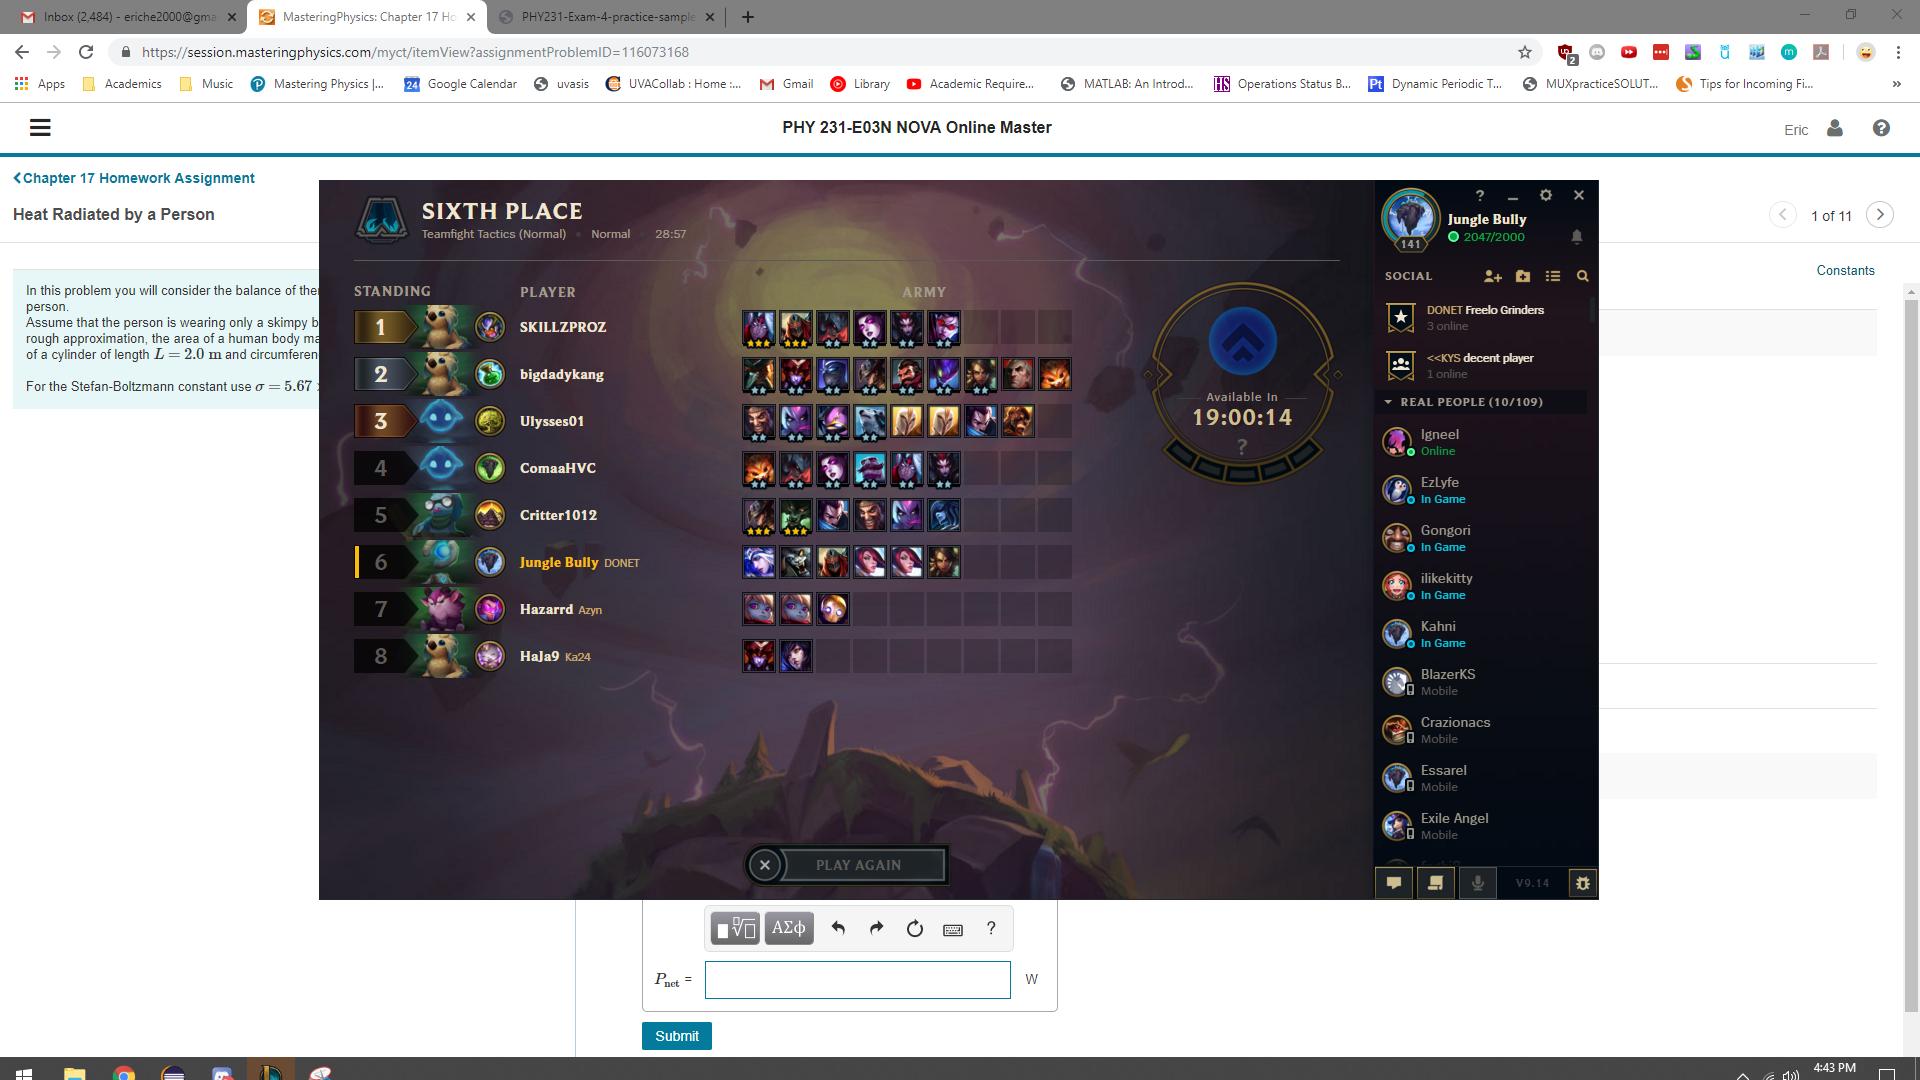 Inbox (2,484) - eriche2000@gma
MasteringPhysics: Chapter 17 Ho
PHY231-Exam-4-practice-sample
https://session.masteringphysics.com/myct/itemView?assignmentProblemID=116073168
2
Apps
Academics
Music
Mastering Physics |...
24
Google Calendar
uvasis
UVACollab : Home :...
Gmail
Library
Academic Require...
MATLAB: An Introd...
HS
Operations Status B...
Pt
Dynamic Periodic T...
MUXpracticeSOLUT...
Tips for Incoming Fi...
»
PHY 231-E03N NOVA Online Master
Eric
Chapter 17 Homework Assignment
Heat Radiated by a Person
1 of 11
Constants
In this problem you will consider the balance of ther
person.
Assume that the person is wearing only a skimpy b
rough approximation, the area of a human body ma
of a cylinder of length L = 2.0 m and circumferen
For the Stefan-Boltzmann constant use σ = 5.67
SIXTH PLACE
Teamfight Tactics (Normal) • Normal 28:57
STANDING
PLAYER
ARMY
1
SKILLZPROZ
2
bigdadykang
3
Ulysses01
4
ComaaHVC
5
Critter1012
6
Jungle Bully DONET
7
Hazarrd Azyn
8
HaJa9 Ka24
Available In
19:00:14
?
PLAY AGAIN
?
Jungle Bully
2047/2000
141
SOCIAL
DONET Freelo Grinders
3 online
<<KYS decent player
1 online
REAL PEOPLE (10/109)
Igneel
Online
EzLyfe
In Game
Gongori
In Game
ilikekitty
In Game
Kahni
In Game
BlazerKS
Mobile
Crazionacs
Mobile
Essarel
Mobile
Exile Angel
Mobile
V9.14
ΑΣϕ
?
Pnet =
W
Submit
4:43 PM